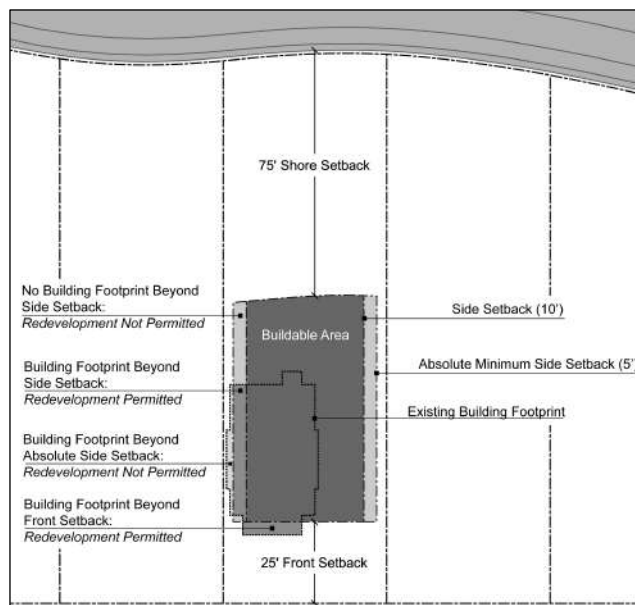 75' Shore Setback
No Building Footprint Beyond
Side Setback:
Redevelopment Not Permitted
Side Setback (10')
Buildable Area
Building Footprint Beyond
Side Setback:
Redevelopment Permitted
Absolute Minimum Side Setback (5')
Existing Building Footprint
Building Footprint Beyond
Absolute Side Setback:
Redevelopment Not Permitted
Building Footprint Beyond
Front Setback:
Redevelopment Permitted
25' Front Setback